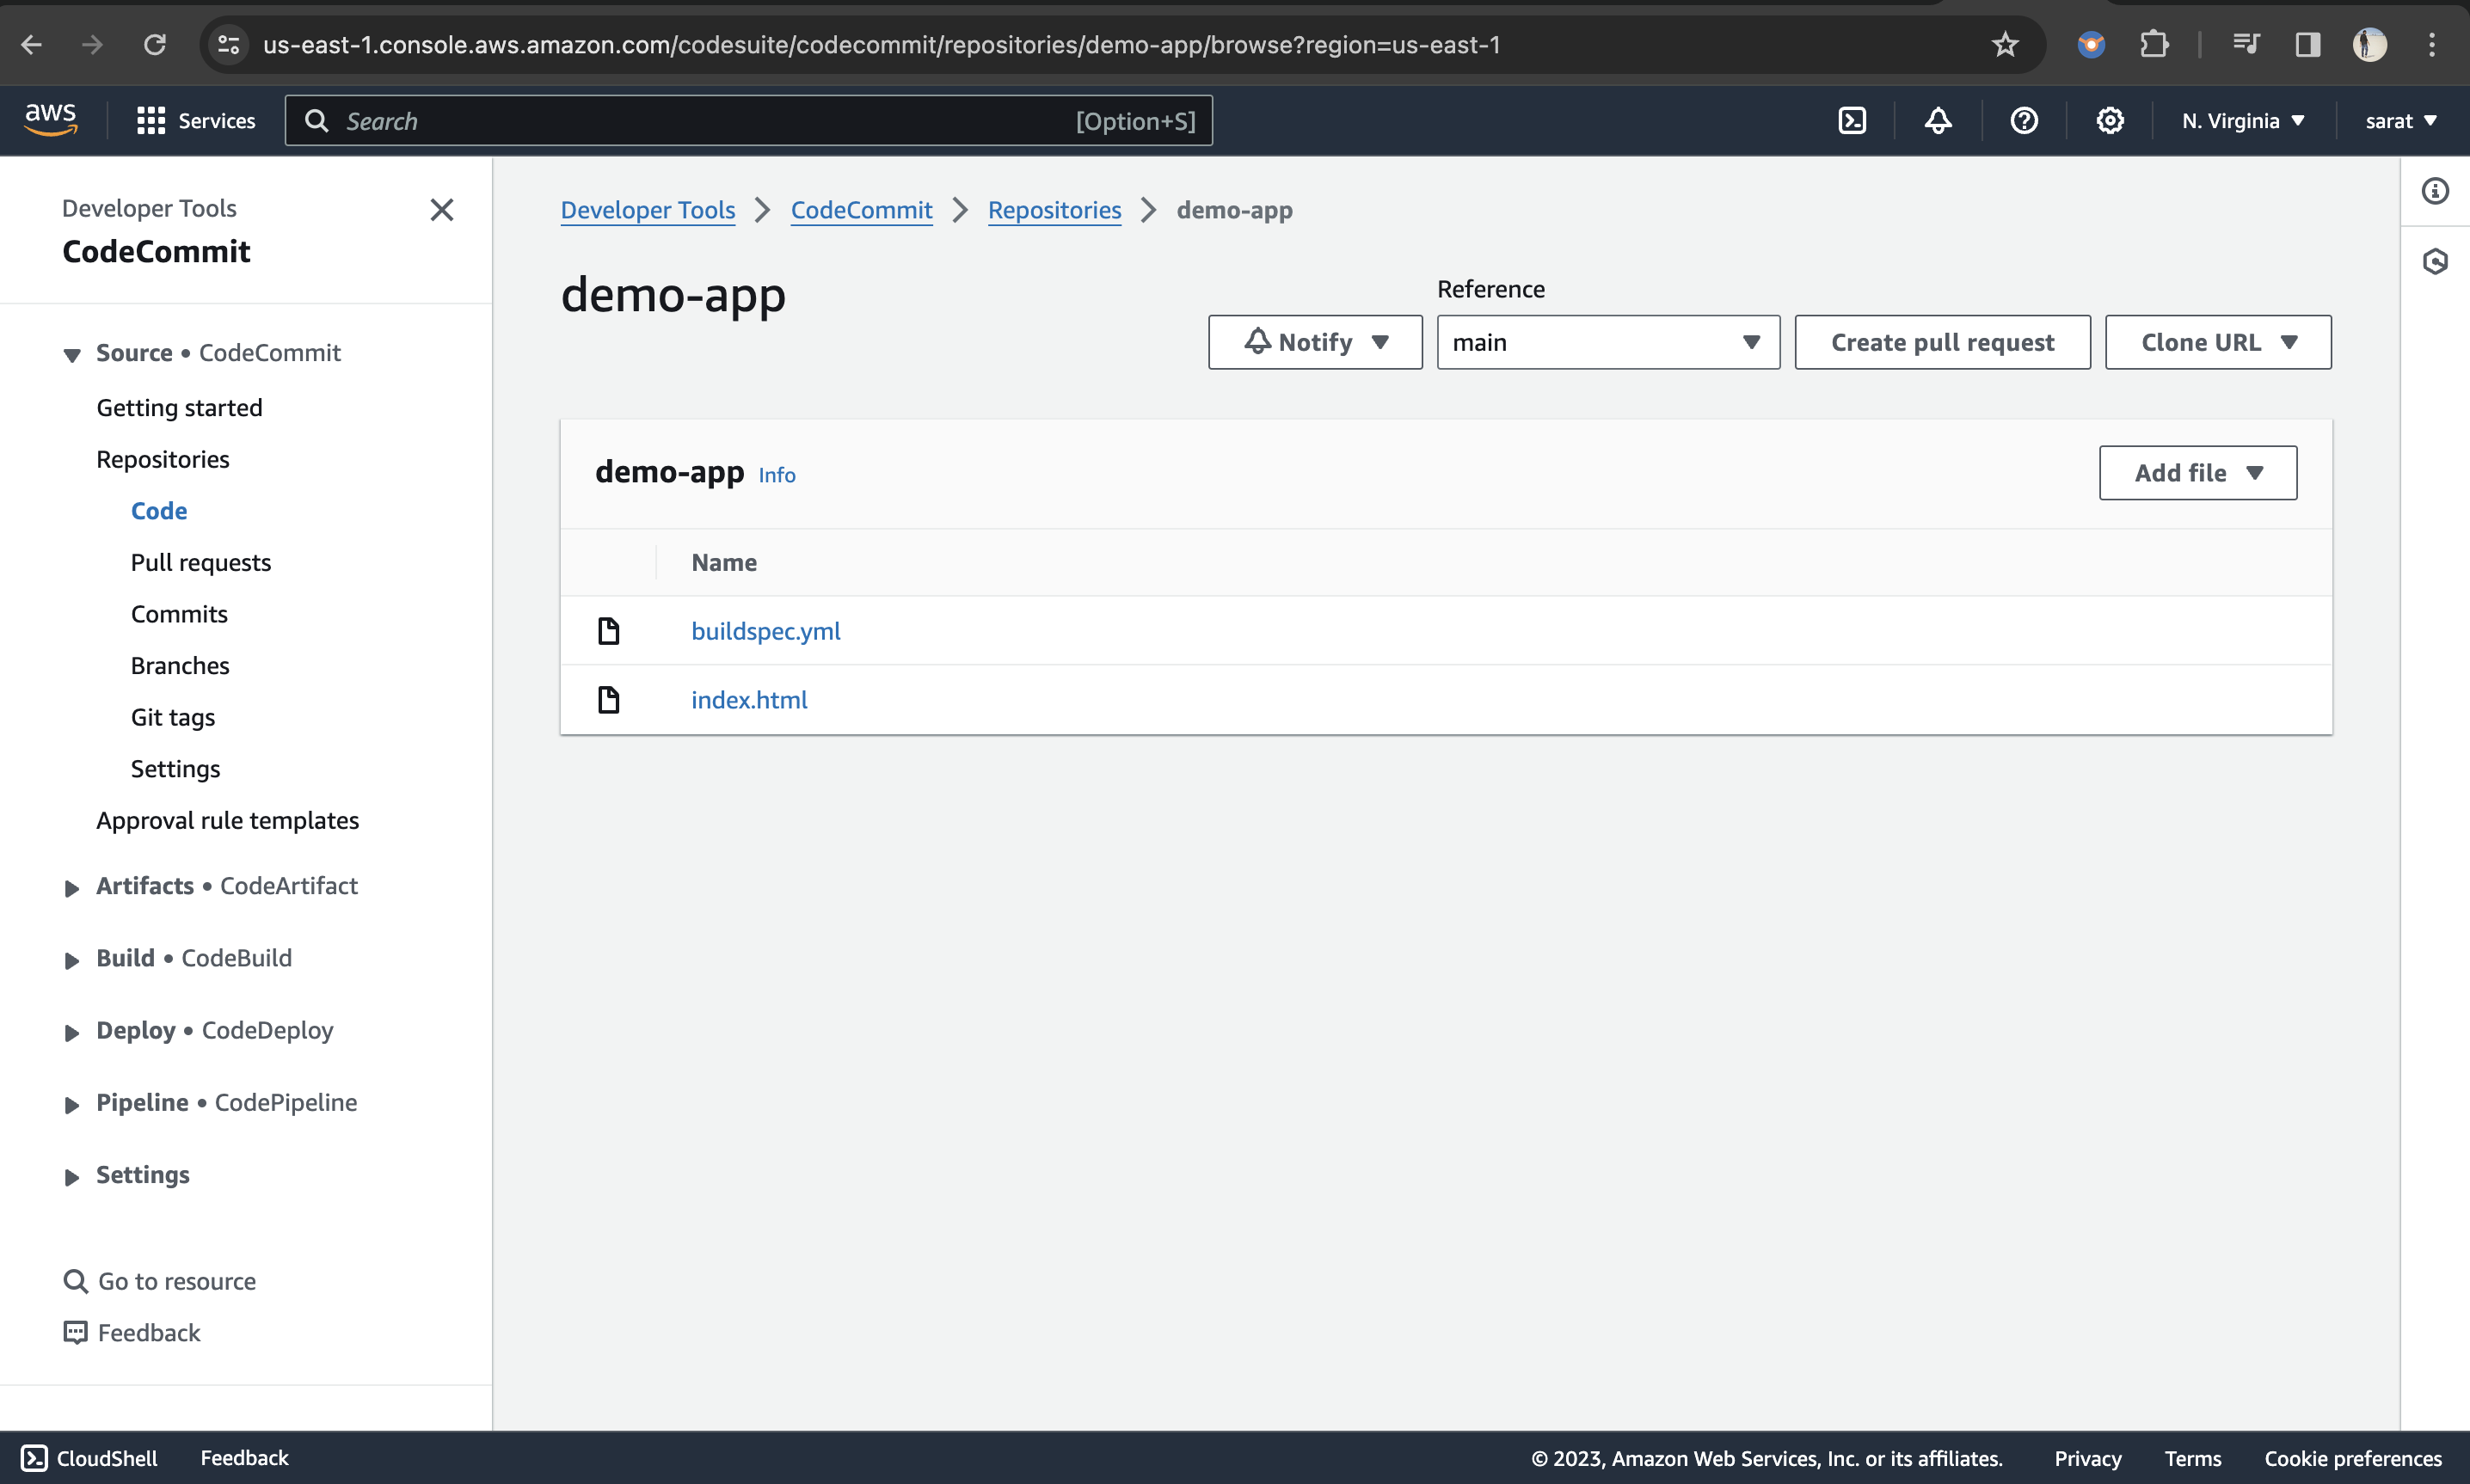 us-east-1.console.aws.amazon.com/codesuite/codecommit/repositories/demo-app/browse?region=us-east-1
aws Services Search [Option+S] N. Virginia sarat
Developer Tools
CodeCommit
Source • CodeCommit
Getting started
Repositories
Code
Pull requests
Commits
Branches
Git tags
Settings
Approval rule templates
Artifacts • CodeArtifact
Build • CodeBuild
Deploy • CodeDeploy
Pipeline • CodePipeline
Settings
Go to resource
Feedback
Developer Tools CodeCommit Repositories demo-app
demo-app
Reference
Notify main Create pull request Clone URL
demo-app Info Add file
Name
buildspec.yml
index.html
CloudShell Feedback © 2023, Amazon Web Services, Inc. or its affiliates. Privacy Terms Cookie preferences